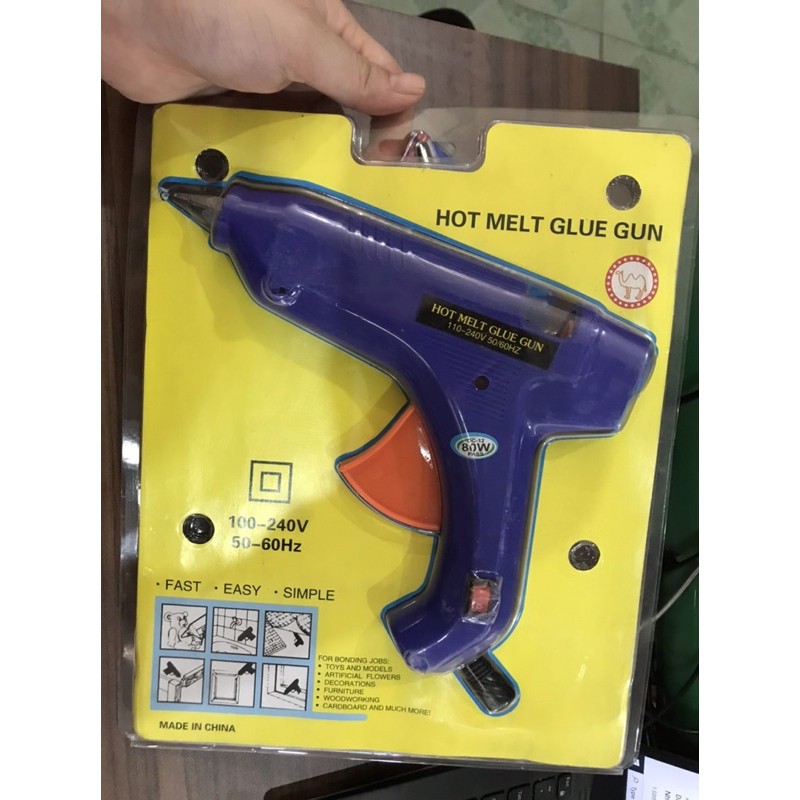 HOT MELT GLUE GUN
HOT MELT GLUE GUN
110-240V 50/60HZ
80W
PASS
100-240V
50-60Hz
· FAST · EASY · SIMPLE
FOR BONDING JOBS:
• TOYS AND MODELS
• ARTIFICIAL FLOWERS
• DECORATIONS
• FURNITURE
• WOODWORKING
• CARDBOARD AND MUCH MORE!
MADE IN CHINA